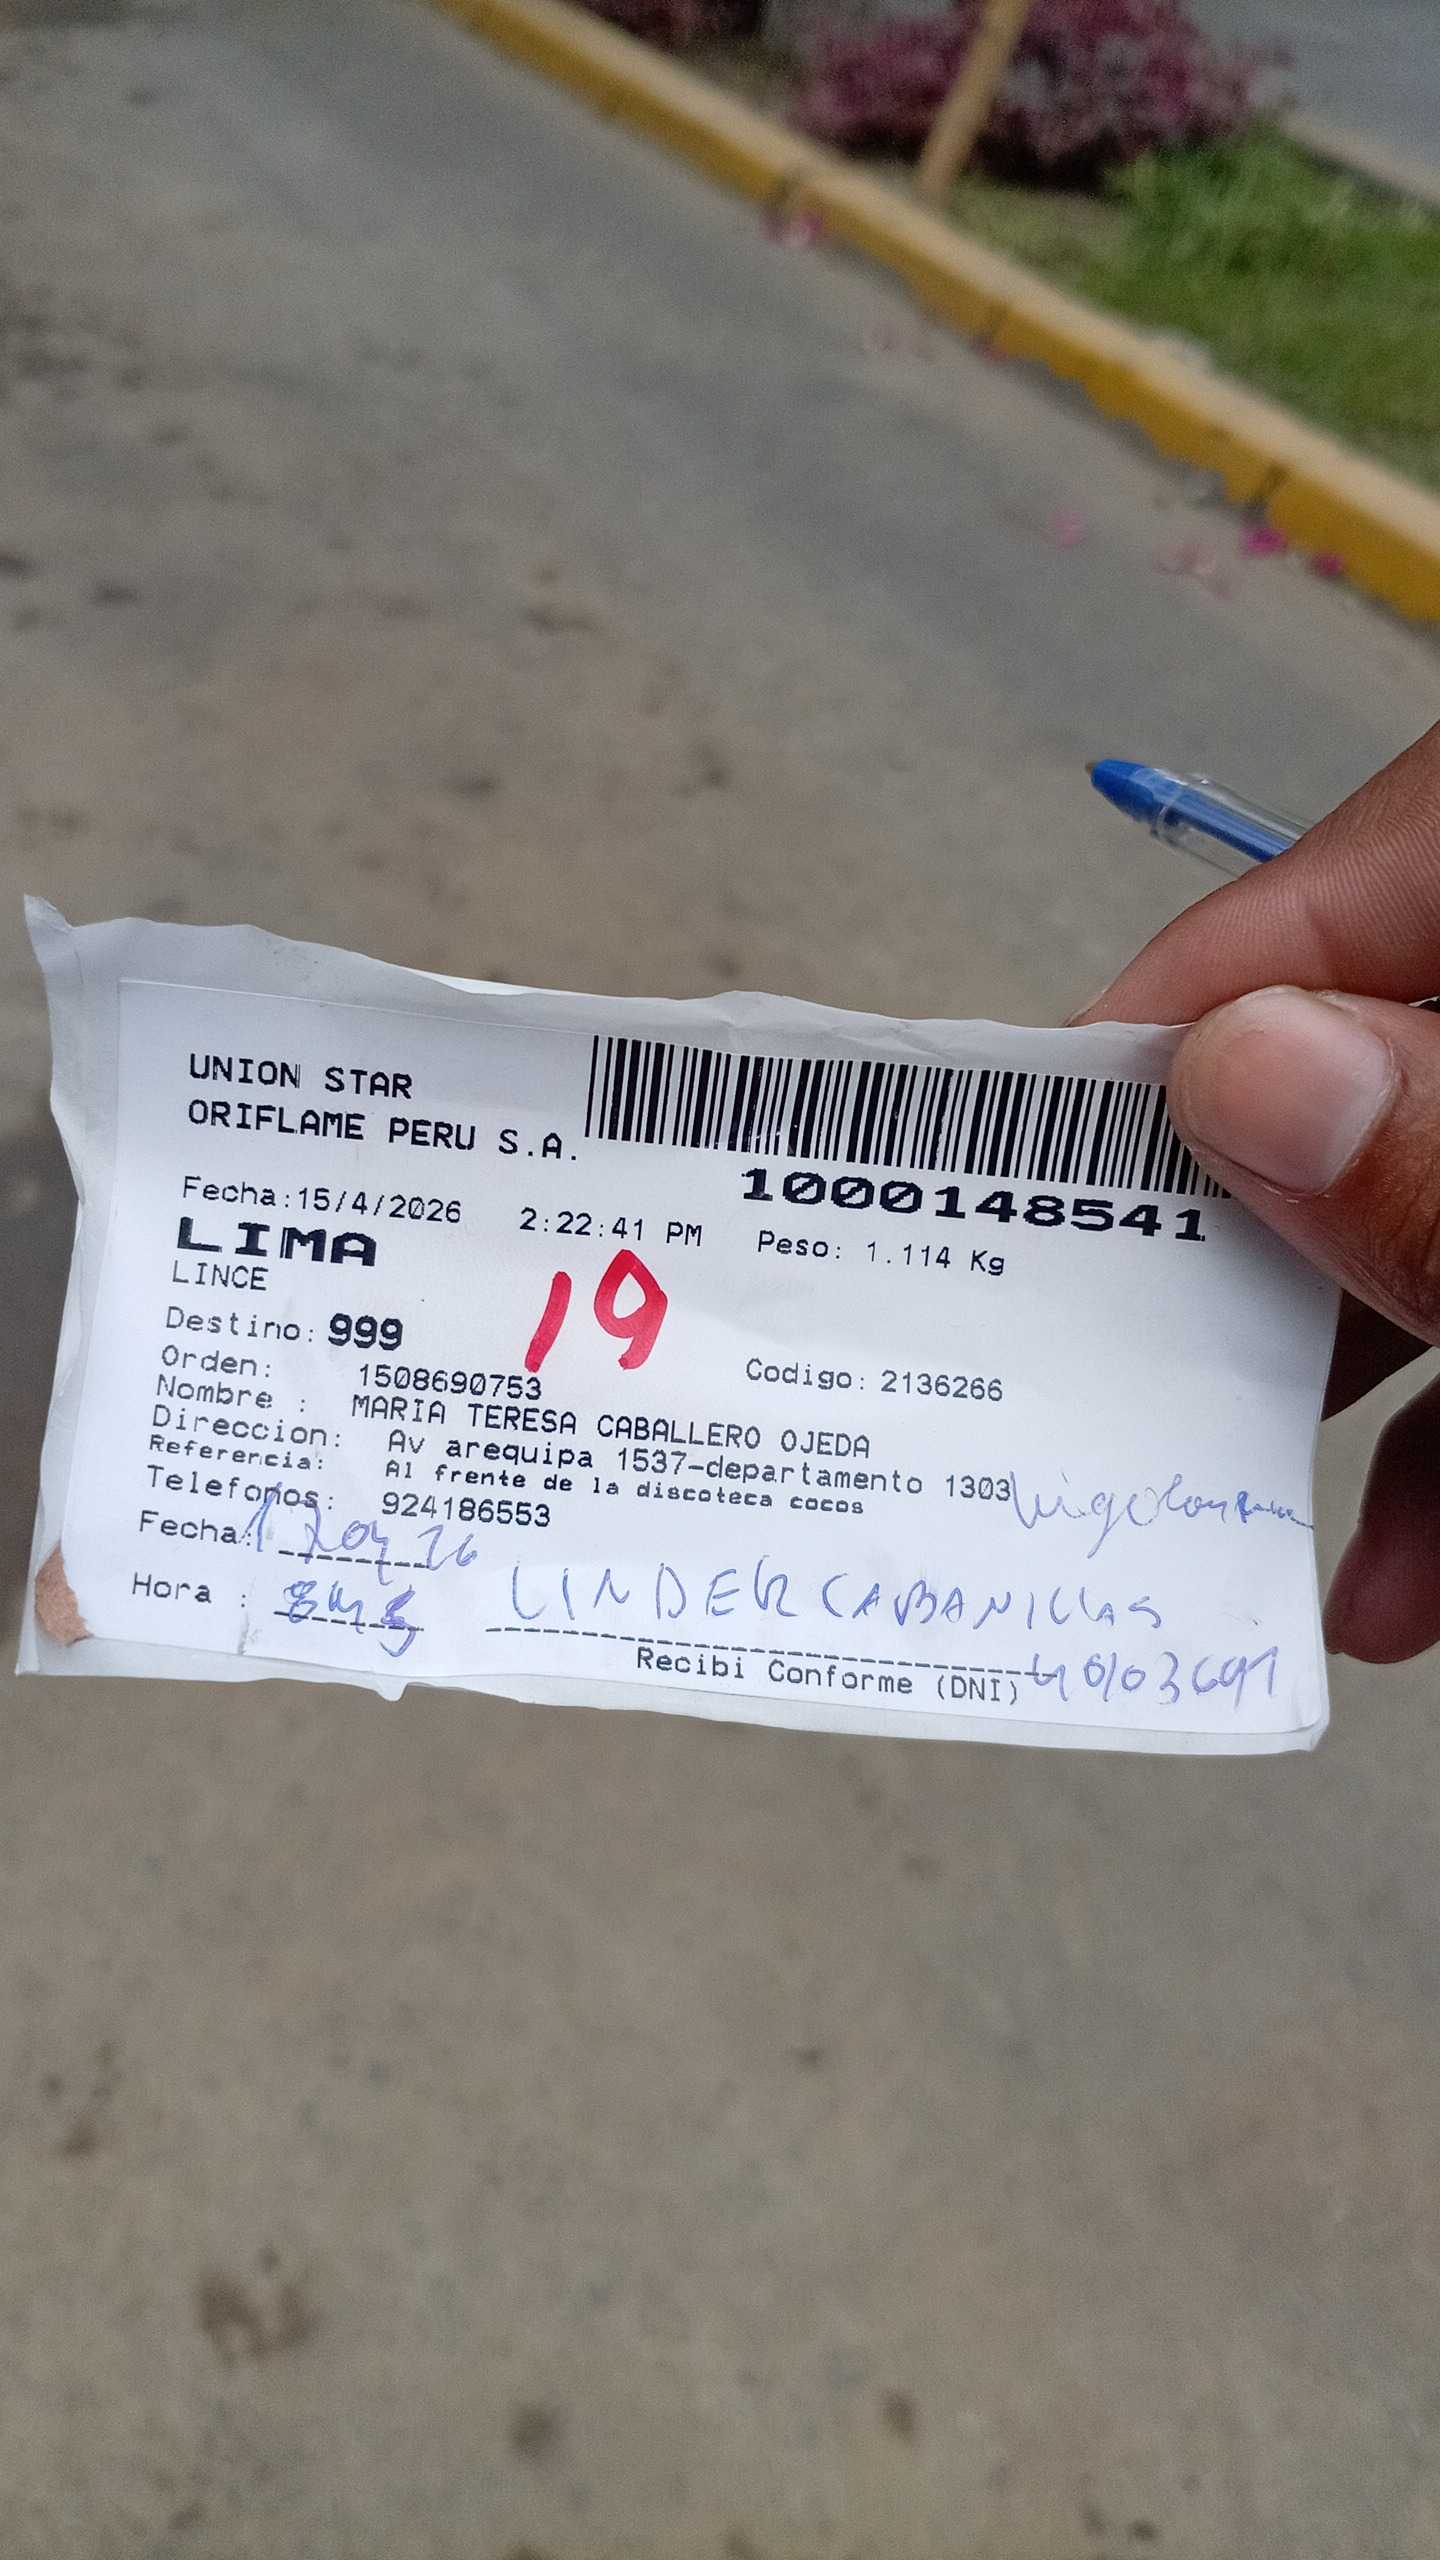 UNION STAR
ORIFLAME PERU S.A.
1000148541
Fecha:15/4/2026 2:22:41 PM Peso: 1.114 Kg
LIMA
LINCE
19
Destino: 999
Orden: 1508690753 Codigo: 2136266
Nombre : MARIA TERESA CABALLERO OJEDA
Direccion: Av arequipa 1537-departamento 1303
Referencia: Al frente de la discoteca cocos
Telefonos: 924186553
Fecha:
Hora :
LINDER CABANILLAS
Recibi Conforme (DNI)